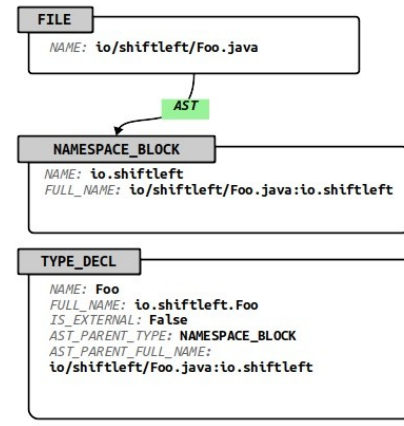 FILE
NAME: io/shiftleft/Foo.java
AST
NAMESPACE_BLOCK
NAME: io.shiftleft
FULL_NAME: io/shiftleft/Foo.java:io.shiftleft
TYPE_DECL
NAME: Foo
FULL_NAME: io.shiftleft.Foo
IS_EXTERNAL: False
AST_PARENT_TYPE: NAMESPACE_BLOCK
AST_PARENT_FULL_NAME:
io/shiftleft/Foo.java:io.shiftleft